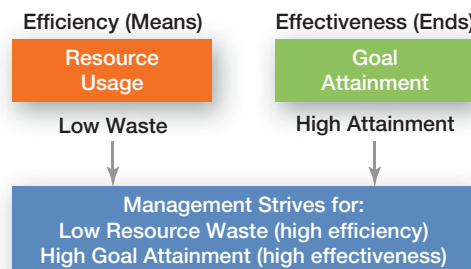 Efficiency (Means)
Effectiveness (Ends)
Resource
Usage
Goal
Attainment
Low Waste
High Attainment
Management Strives for:
Low Resource Waste (high efficiency)
High Goal Attainment (high effectiveness)